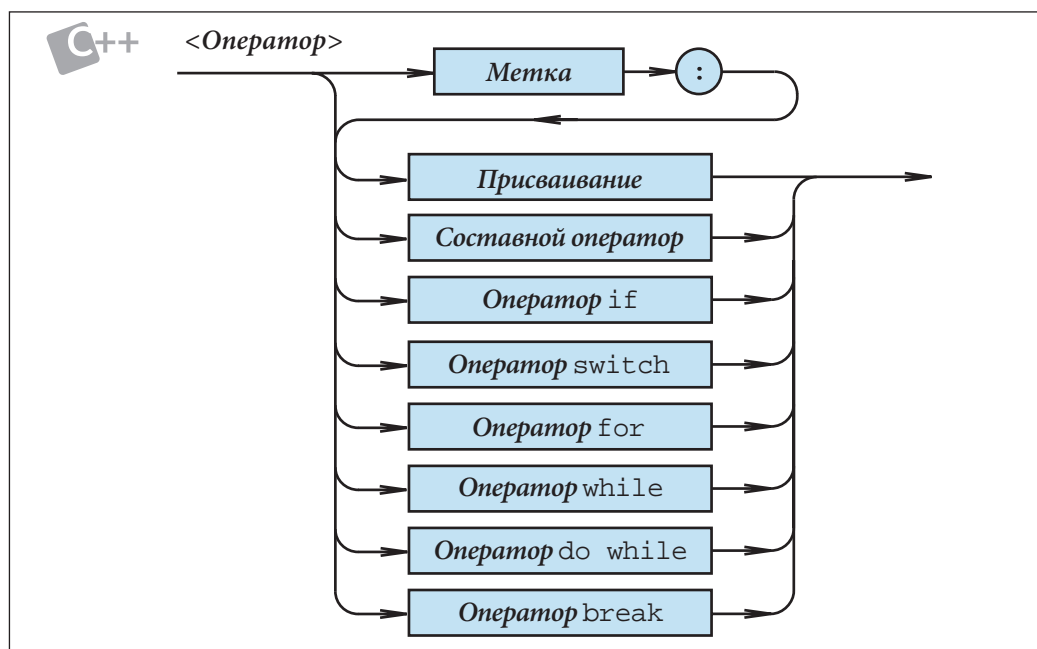 C++ <Оператор>
Метка :
Присваивание
Составной оператор
Оператор if
Оператор switch
Оператор for
Оператор while
Оператор do while
Оператор break